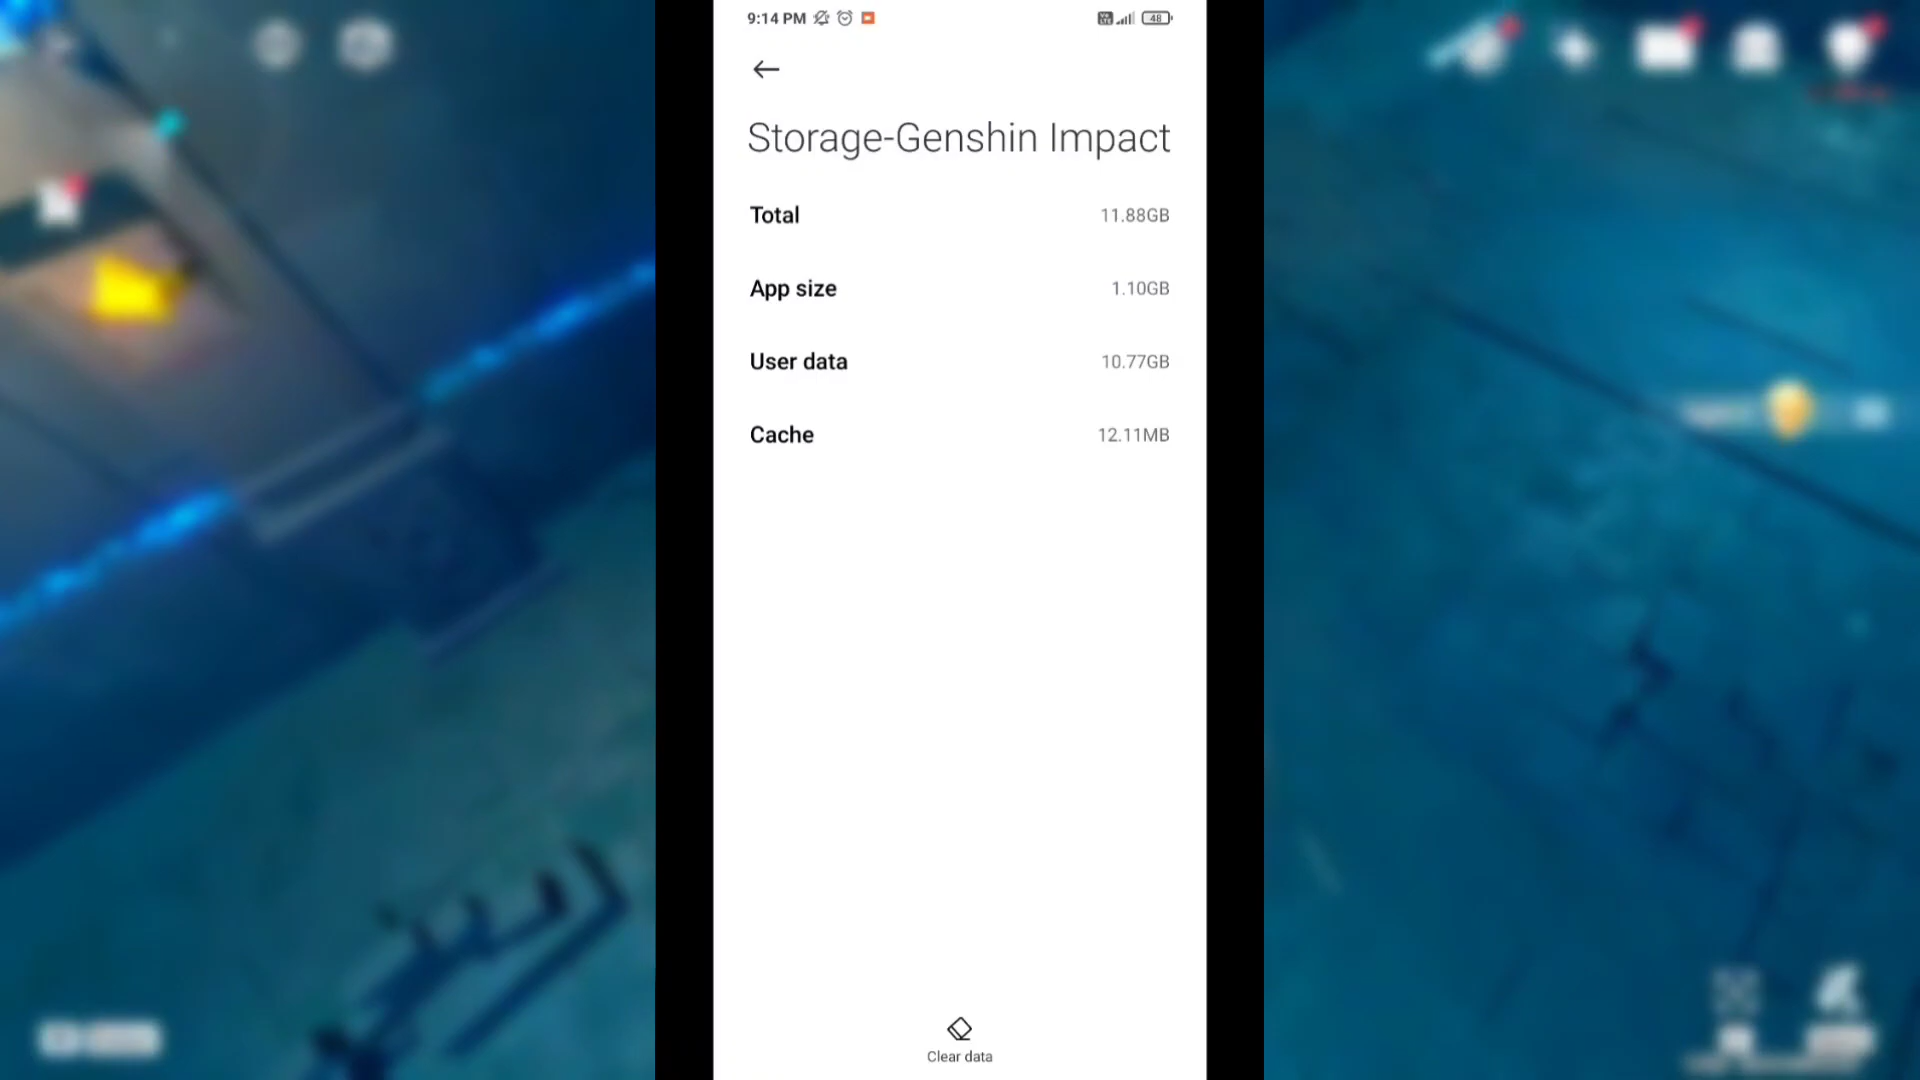 9:14 PM 48
Storage-Genshin Impact
Total 11.88GB
App size 1.10GB
User data 10.77GB
Cache 12.11MB
Clear data